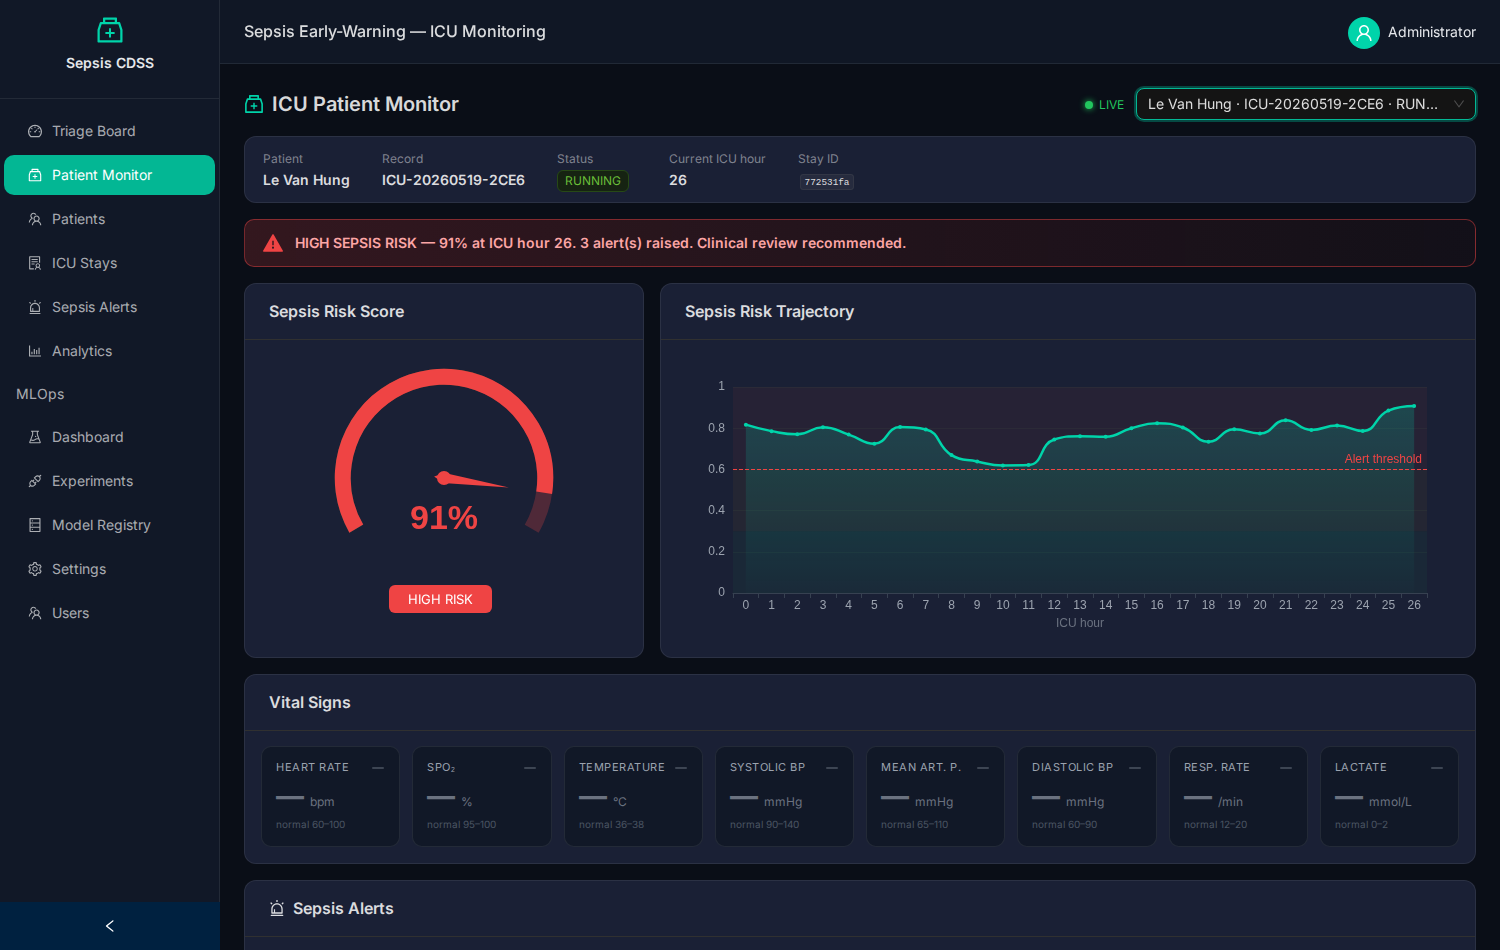 Sepsis CDSS
Sepsis Early-Warning — ICU Monitoring
Administrator
Triage Board
Patient Monitor
Patients
ICU Stays
Sepsis Alerts
Analytics
MLOps
Dashboard
Experiments
Model Registry
Settings
Users
ICU Patient Monitor
LIVE
Le Van Hung · ICU-20260519-2CE6 · RUN...
Patient
Le Van Hung
Record
ICU-20260519-2CE6
Status
RUNNING
Current ICU hour
26
Stay ID
772531fa
HIGH SEPSIS RISK — 91% at ICU hour 26. 3 alert(s) raised. Clinical review recommended.
Sepsis Risk Score
91%
HIGH RISK
Sepsis Risk Trajectory
1
0.8
0.6
0.4
0.2
0
Alert threshold
0 1 2 3 4 5 6 7 8 9 10 11 12 13 14 15 16 17 18 19 20 21 22 23 24 25 26
ICU hour
Vital Signs
HEART RATE —
— bpm
normal 60–100
SPO₂ —
— %
normal 95–100
TEMPERATURE —
— °C
normal 36–38
SYSTOLIC BP —
— mmHg
normal 90–140
MEAN ART. P. —
— mmHg
normal 65–110
DIASTOLIC BP —
— mmHg
normal 60–90
RESP. RATE —
— /min
normal 12–20
LACTATE —
— mmol/L
normal 0–2
Sepsis Alerts